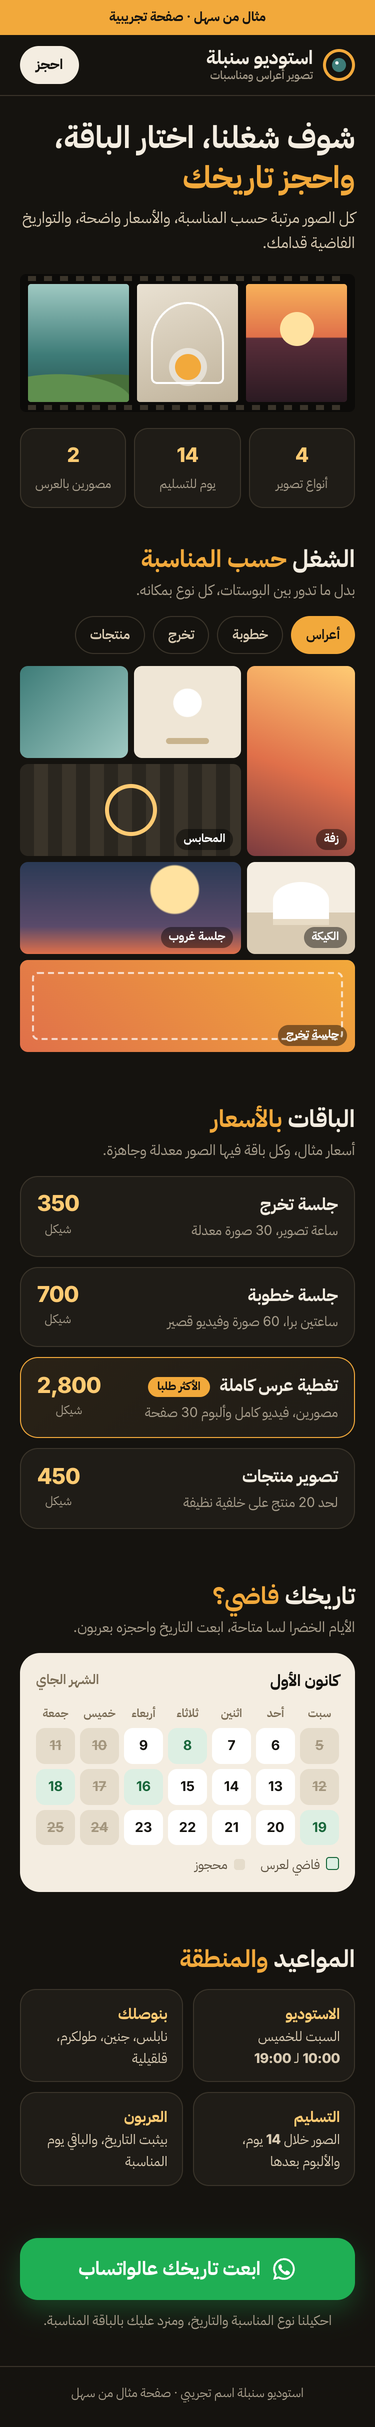 مثال من سهل · صفحة تجريبية
استوديو سنبلة
تصوير أعراس ومناسبات
احجز
شوف شغلنا، اختار الباقة،
واحجز تاريخك
كل الصور مرتبة حسب المناسبة، والأسعار واضحة، والتواريخ
الفاضية قدامك.
4
أنواع تصوير
14
يوم للتسليم
2
مصورين بالعرس
الشغل حسب المناسبة
بدل ما تدور بين البوستات، كل نوع بمكانه.
أعراس
خطوبة
تخرج
منتجات
زفة
المحابس
الكيكة
جلسة غروب
جلسة تخرج
الباقات بالأسعار
أسعار مثال، وكل باقة فيها الصور معدلة وجاهزة.
جلسة تخرج
ساعة تصوير، 30 صورة معدلة
350
شيكل
جلسة خطوبة
ساعتين برا، 60 صورة وفيديو قصير
700
شيكل
تغطية عرس كاملة
الأكثر طلبا
مصورين، فيديو كامل وألبوم 30 صفحة
2,800
شيكل
تصوير منتجات
لحد 20 منتج على خلفية نظيفة
450
شيكل
تاريخك فاضي؟
الأيام الخضرا لسا متاحة، ابعت التاريخ واحجزه بعربون.
كانون الأول
الشهر الجاي
سبت أحد اثنين ثلاثاء أربعاء خميس جمعة
5 6 7 8 9 10 11
12 13 14 15 16 17 18
19 20 21 22 23 24 25
فاضي لعرس
محجوز
المواعيد والمنطقة
الاستوديو
السبت للخميس
10:00 لـ 19:00
بنوصلك
نابلس، جنين، طولكرم،
قلقيلية
التسليم
الصور خلال 14 يوم،
والألبوم بعدها
العربون
بيثبت التاريخ، والباقي يوم
المناسبة
ابعت تاريخك عالواتساب
احكيلنا نوع المناسبة والتاريخ، ومنرد عليك بالباقة المناسبة.
استوديو سنبلة اسم تجريبي · صفحة مثال من سهل